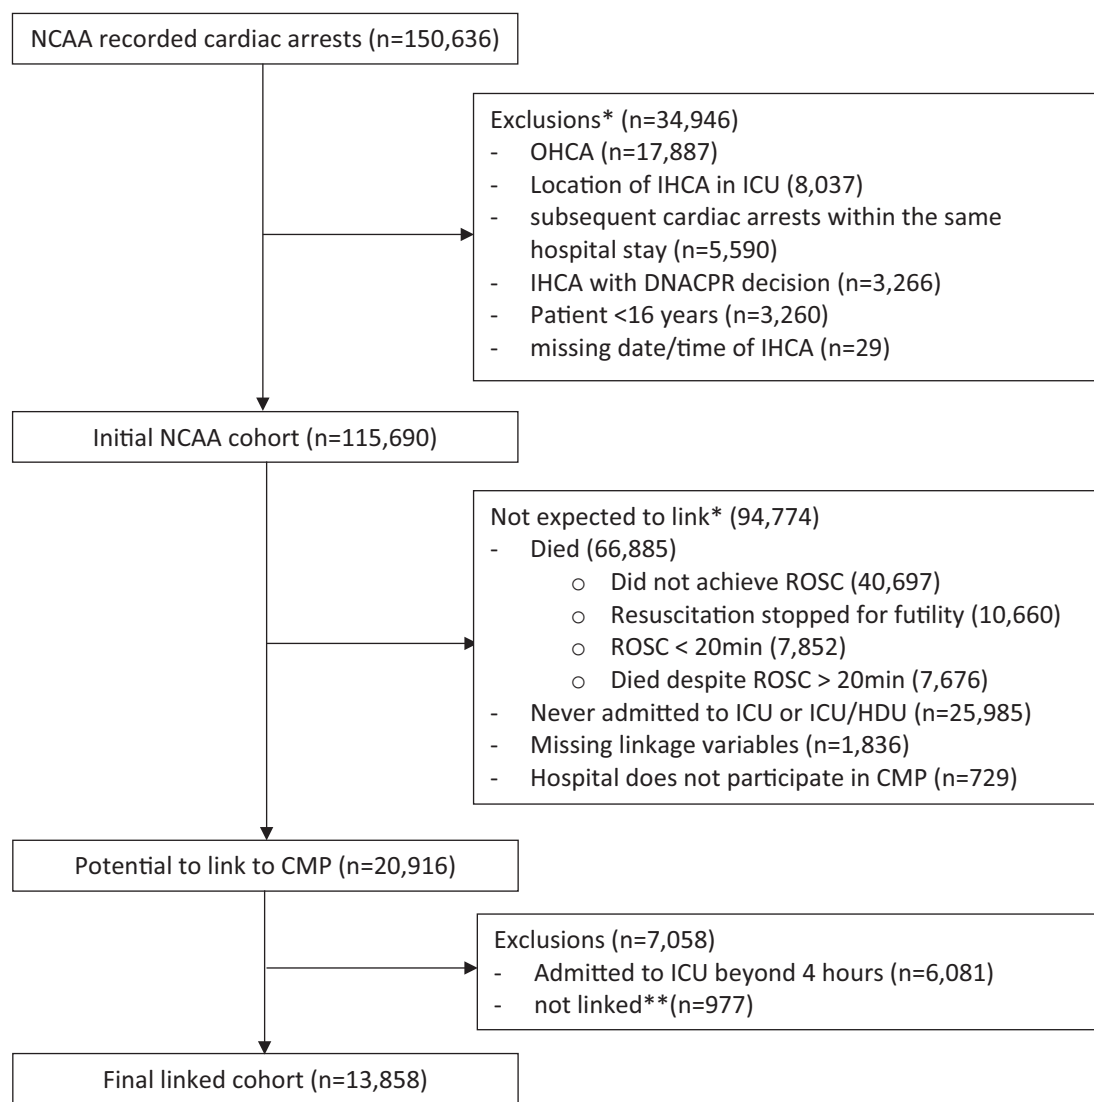 NCAA recorded cardiac arrests (n=150,636)
Exclusions* (n=34,946)
- OHCA (n=17,887)
- Location of IHCA in ICU (8,037)
- subsequent cardiac arrests within the same
hospital stay (n=5,590)
- IHCA with DNACPR decision (n=3,266)
- Patient <16 years (n=3,260)
- missing date/time of IHCA (n=29)
Initial NCAA cohort (n=115,690)
Not expected to link* (94,774)
- Died (66,885)
o Did not achieve ROSC (40,697)
o Resuscitation stopped for futility (10,660)
o ROSC < 20min (7,852)
o Died despite ROSC > 20min (7,676)
- Never admitted to ICU or ICU/HDU (n=25,985)
- Missing linkage variables (n=1,836)
- Hospital does not participate in CMP (n=729)
Potential to link to CMP (n=20,916)
Exclusions (n=7,058)
- Admitted to ICU beyond 4 hours (n=6,081)
- not linked**(n=977)
Final linked cohort (n=13,858)